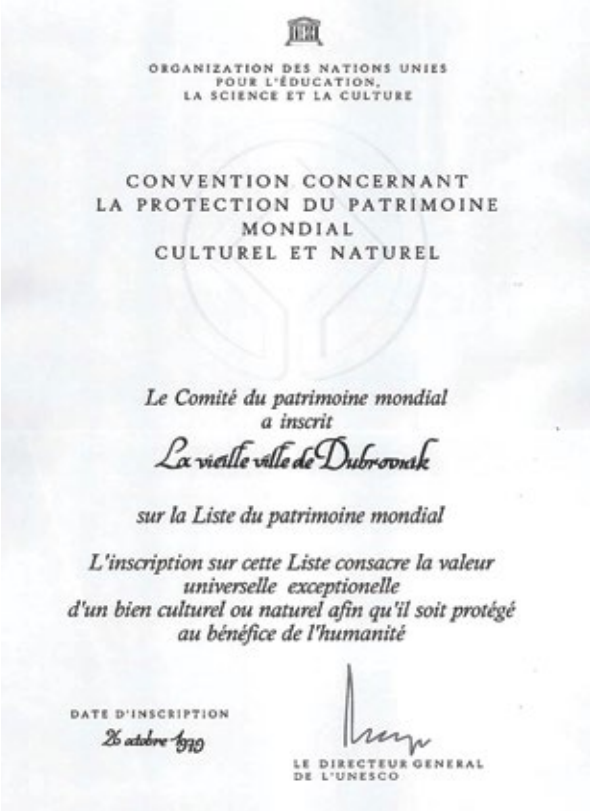 ORGANIZATION DES NATIONS UNIES
POUR L'ÉDUCATION,
LA SCIENCE ET LA CULTURE
CONVENTION CONCERNANT
LA PROTECTION DU PATRIMOINE
MONDIAL
CULTUREL ET NATUREL
Le Comité du patrimoine mondial
a inscrit
La vieille ville de Dubrovnik
sur la Liste du patrimoine mondial
L'inscription sur cette Liste consacre la valeur
universelle exceptionelle
d'un bien culturel ou naturel afin qu'il soit protégé
au bénéfice de l'humanité
DATE D'INSCRIPTION
26 octobre 1979
LE DIRECTEUR GENERAL
DE L'UNESCO